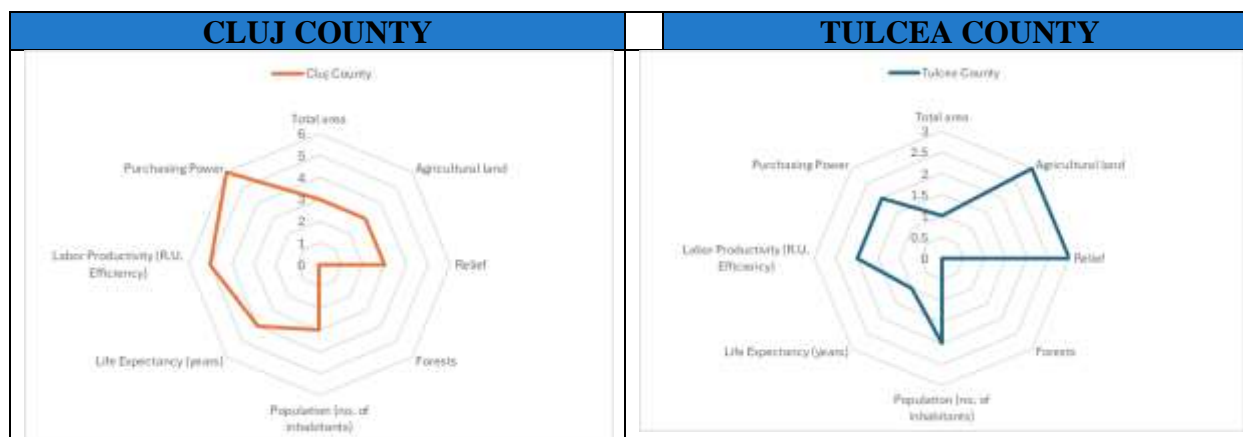 CLUJ COUNTY
TULCEA COUNTY
Cluj County
Total area
6
5
4
3
2
1
0
Purchasing Power
Agricultural land
Labor Productivity (R.U.
Efficiency)
Relief
Life Expectancy (years)
Forests
Population (no. of
inhabitants)
Tulcea County
Total area
3
2.5
2
1.5
1
0.5
0
Purchasing Power
Agricultural land
Labor Productivity (R.U.
Efficiency)
Relief
Life Expectancy (years)
Forests
Population (no. of
inhabitants)